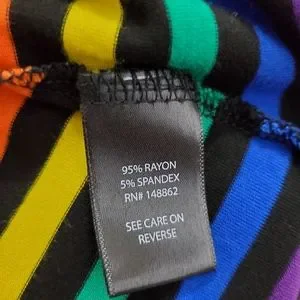 95% RAYON
5% SPANDEX
RN# 148862
SEE CARE ON
REVERSE